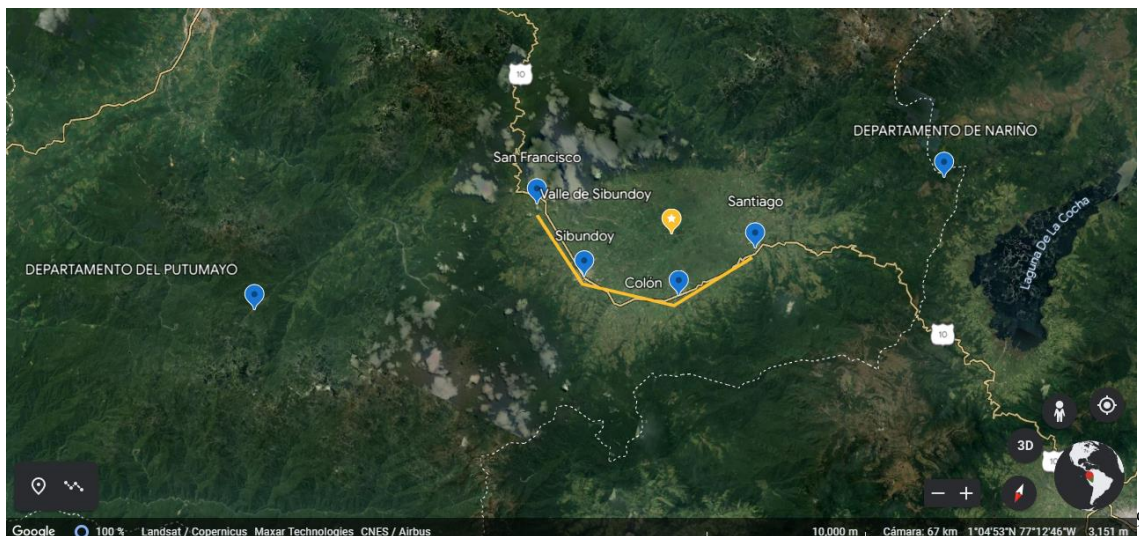 10
DEPARTAMENTO DE NARIÑO
San Francisco
Valle de Sibundoy
Santiago
Laguna De La Cocha
Sibundoy
DEPARTAMENTO DEL PUTUMAYO
Colón
10
3D
10
Google 100 % Landsat / Copernicus Maxar Technologies CNES / Airbus 10,000 m Cámara: 67 km 1°04'53"N 77°12'46"W 3,151 m